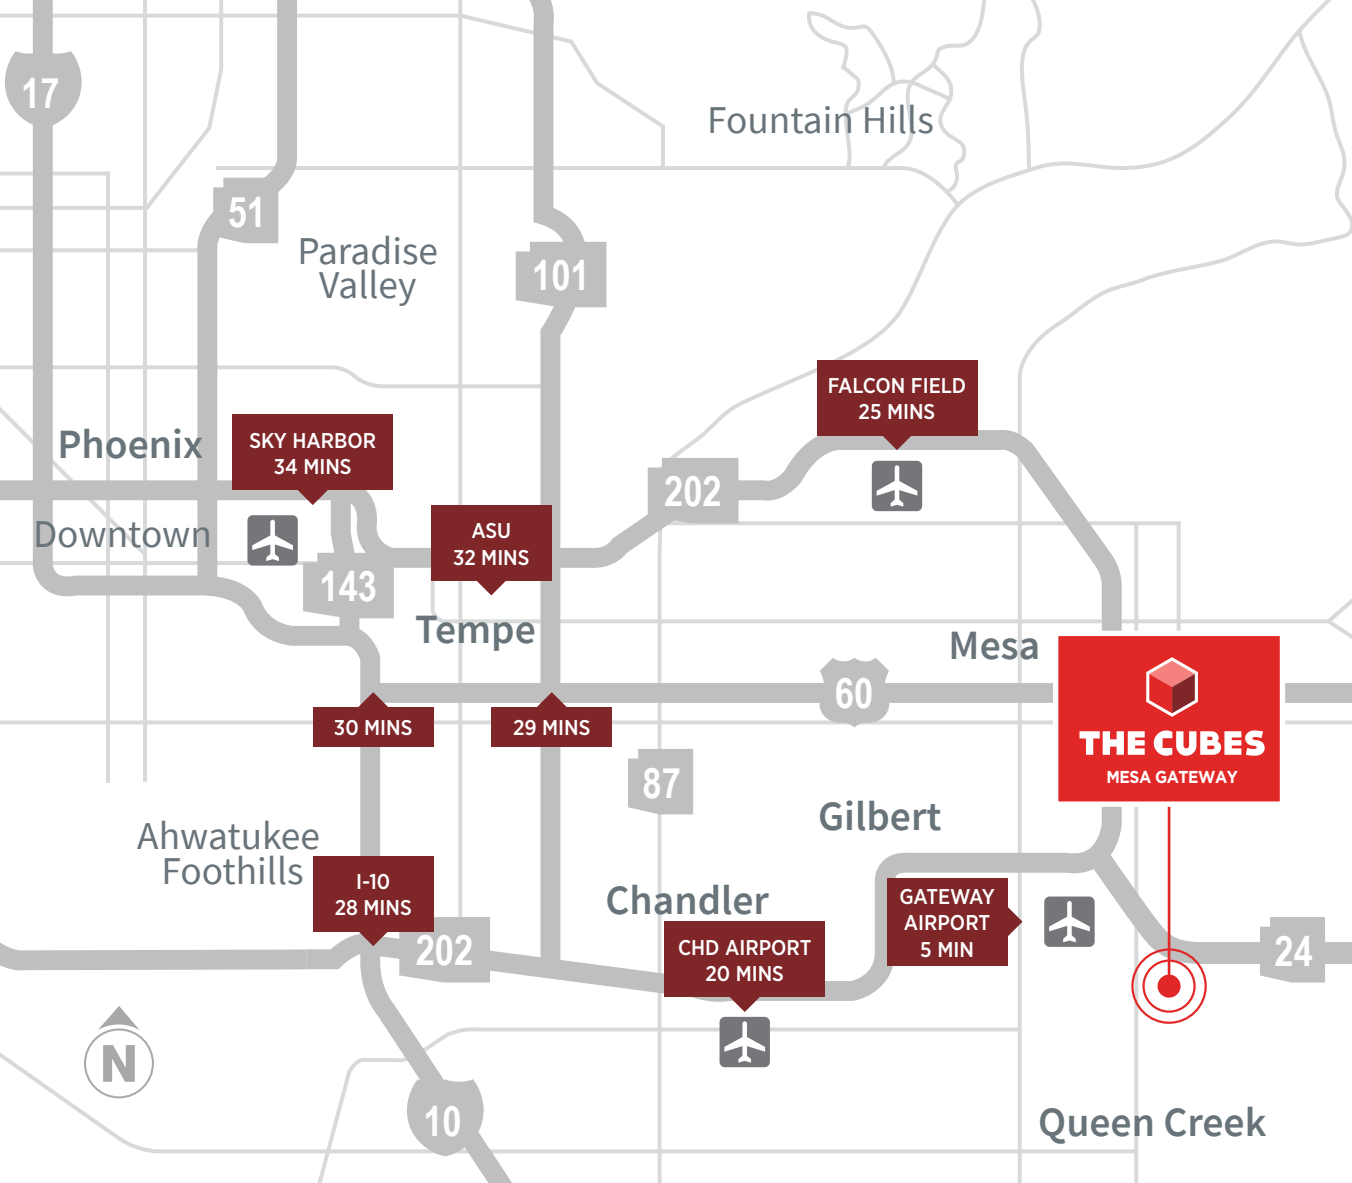 17
Fountain Hills
51
Paradise
Valley
101
FALCON FIELD
25 MINS
SKY HARBOR
34 MINS
Phoenix
202
Downtown
ASU
32 MINS
143
Tempe
Mesa
60
THE CUBES
MESA GATEWAY
30 MINS
29 MINS
87
Gilbert
Ahwatukee
Foothills
I-10
28 MINS
Chandler
GATEWAY
AIRPORT
5 MIN
202
CHD AIRPORT
20 MINS
24
N
10
Queen Creek